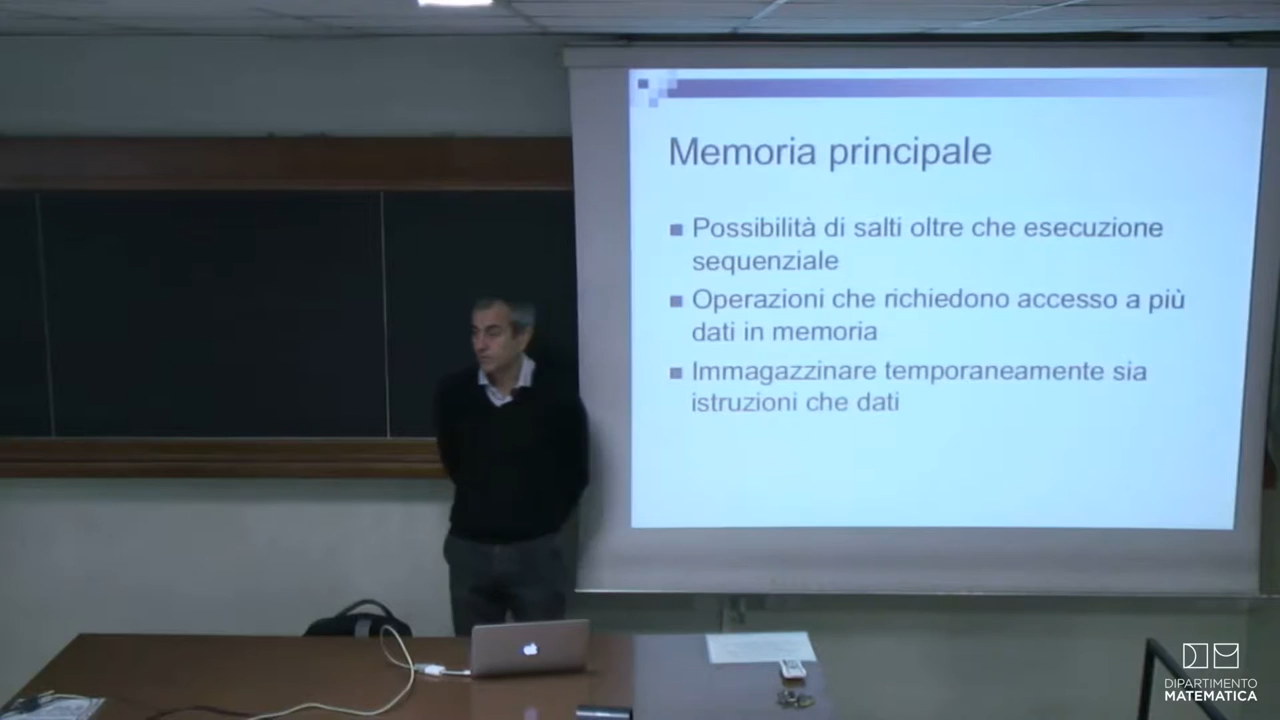 Memoria principale
Possibilità di salti oltre che esecuzione
sequenziale
Operazioni che richiedono accesso a più
dati in memoria
Immagazzinare temporaneamente sia
istruzioni che dati
DIPARTIMENTO
MATEMATICA